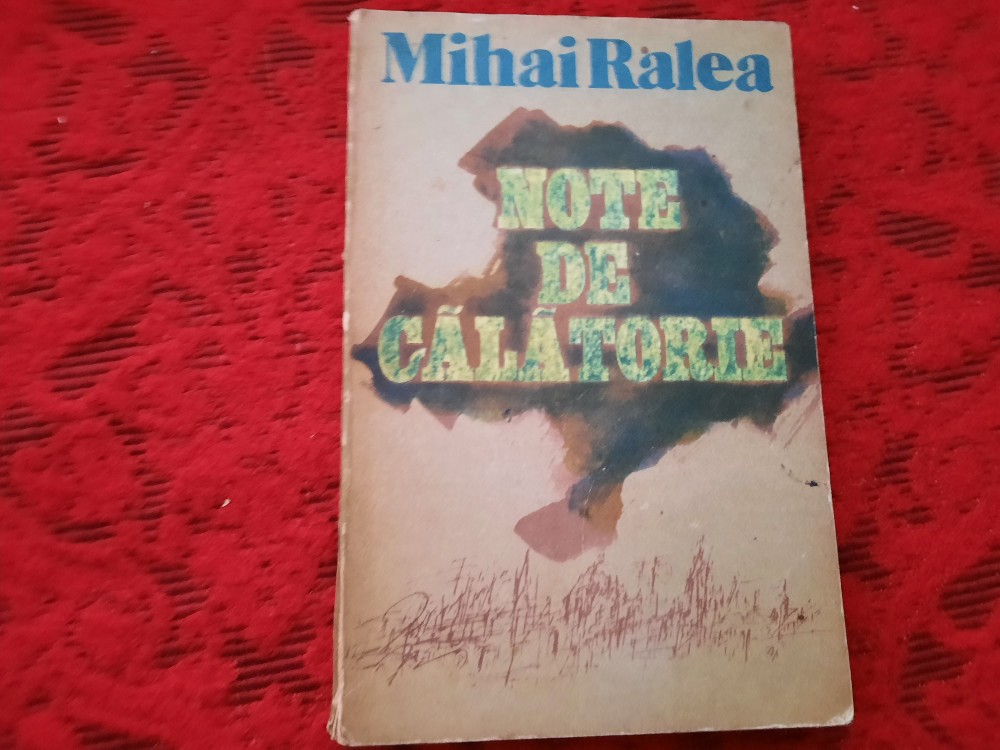 Mihai Ralea
NOTE
DE
CĂLĂTORIE